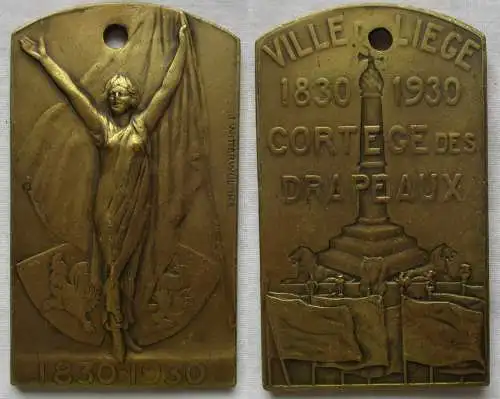 1830-1930
VILLE DE LIEGE
1830 1930
CORTEGE DES
DRAPEAUX